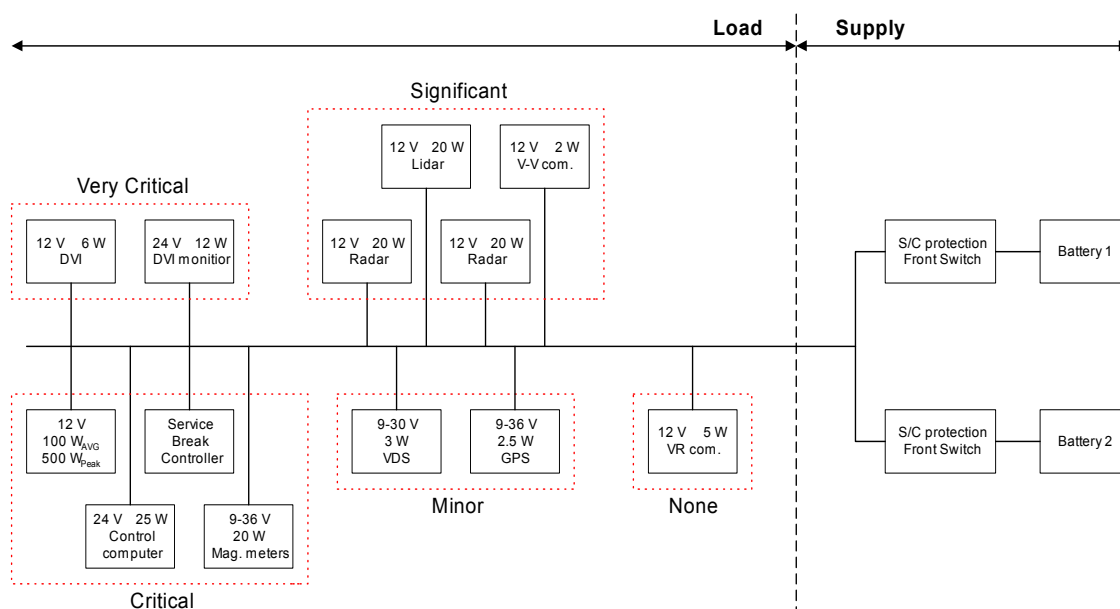 Load Supply
Significant
12 V 20 W
Lidar
12 V 2 W
V-V com.
Very Critical
12 V 6 W
DVI
24 V 12 W
DVI monitior
12 V 20 W
Radar
12 V 20 W
Radar
S/C protection
Front Switch
Battery 1
12 V
100 W AVG
500 W Peak
Service
Break
Controller
9-30 V
3 W
VDS
9-36 V
2.5 W
GPS
12 V 5 W
VR com.
S/C protection
Front Switch
Battery 2
Minor
None
24 V 25 W
Control
computer
9-36 V
20 W
Mag. meters
Critical